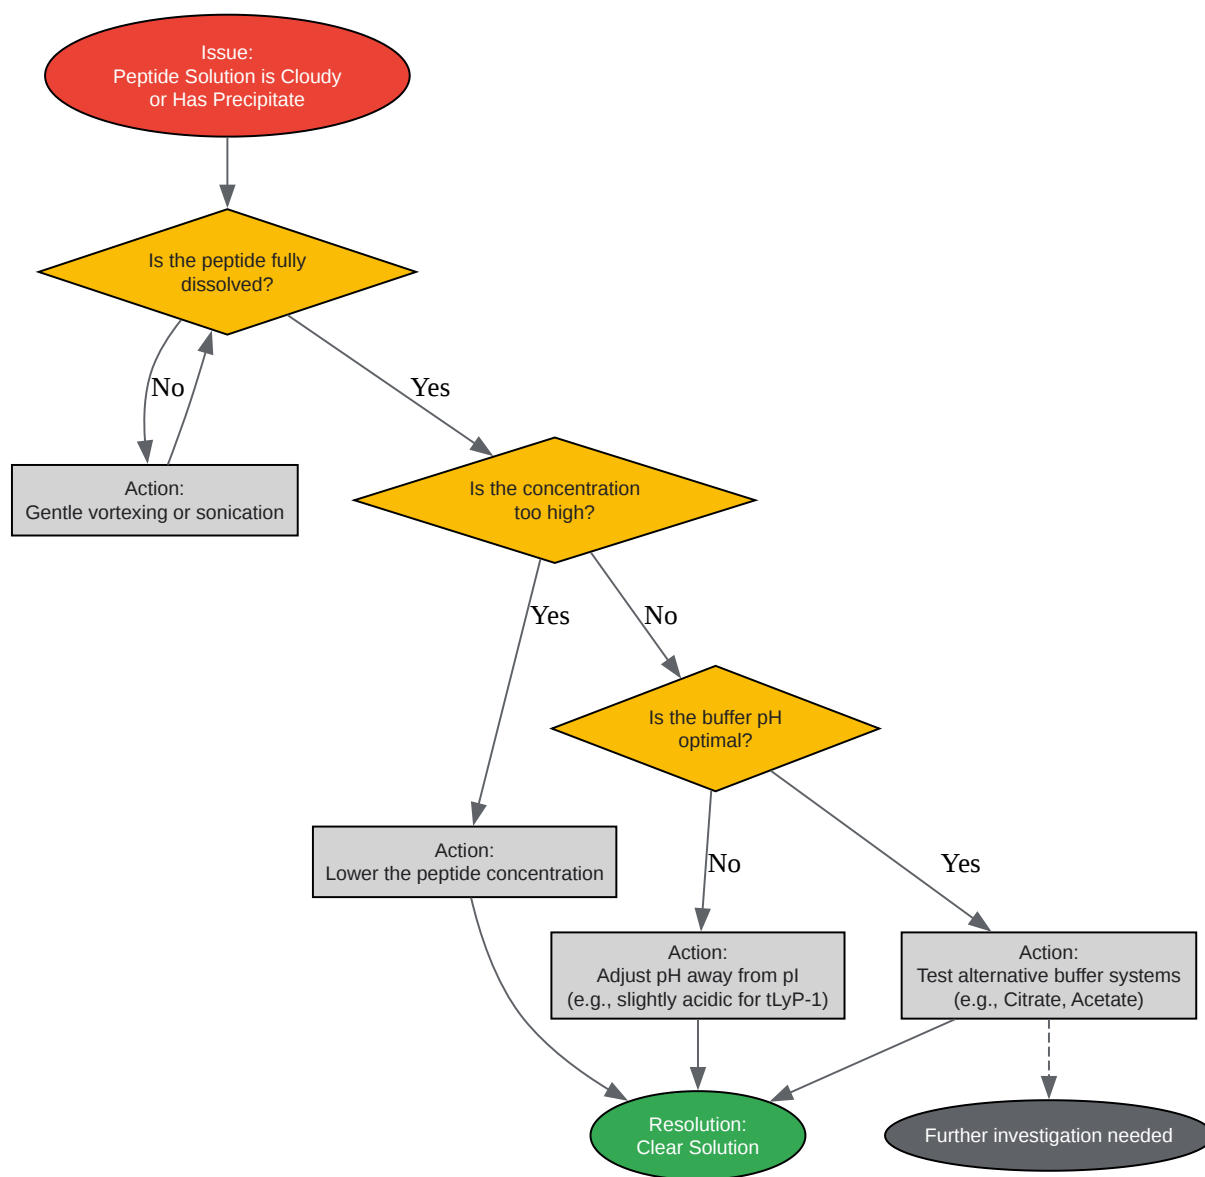 Issue:
Peptide Solution is Cloudy
or Has Precipitate
Is the peptide fully
dissolved?
No
Yes
Action:
Gentle vortexing or sonication
Is the concentration
too high?
Yes
No
Is the buffer pH
optimal?
Action:
Lower the peptide concentration
No
Yes
Action:
Adjust pH away from pI
(e.g., slightly acidic for tLyP-1)
Action:
Test alternative buffer systems
(e.g., Citrate, Acetate)
Resolution:
Clear Solution
Further investigation needed